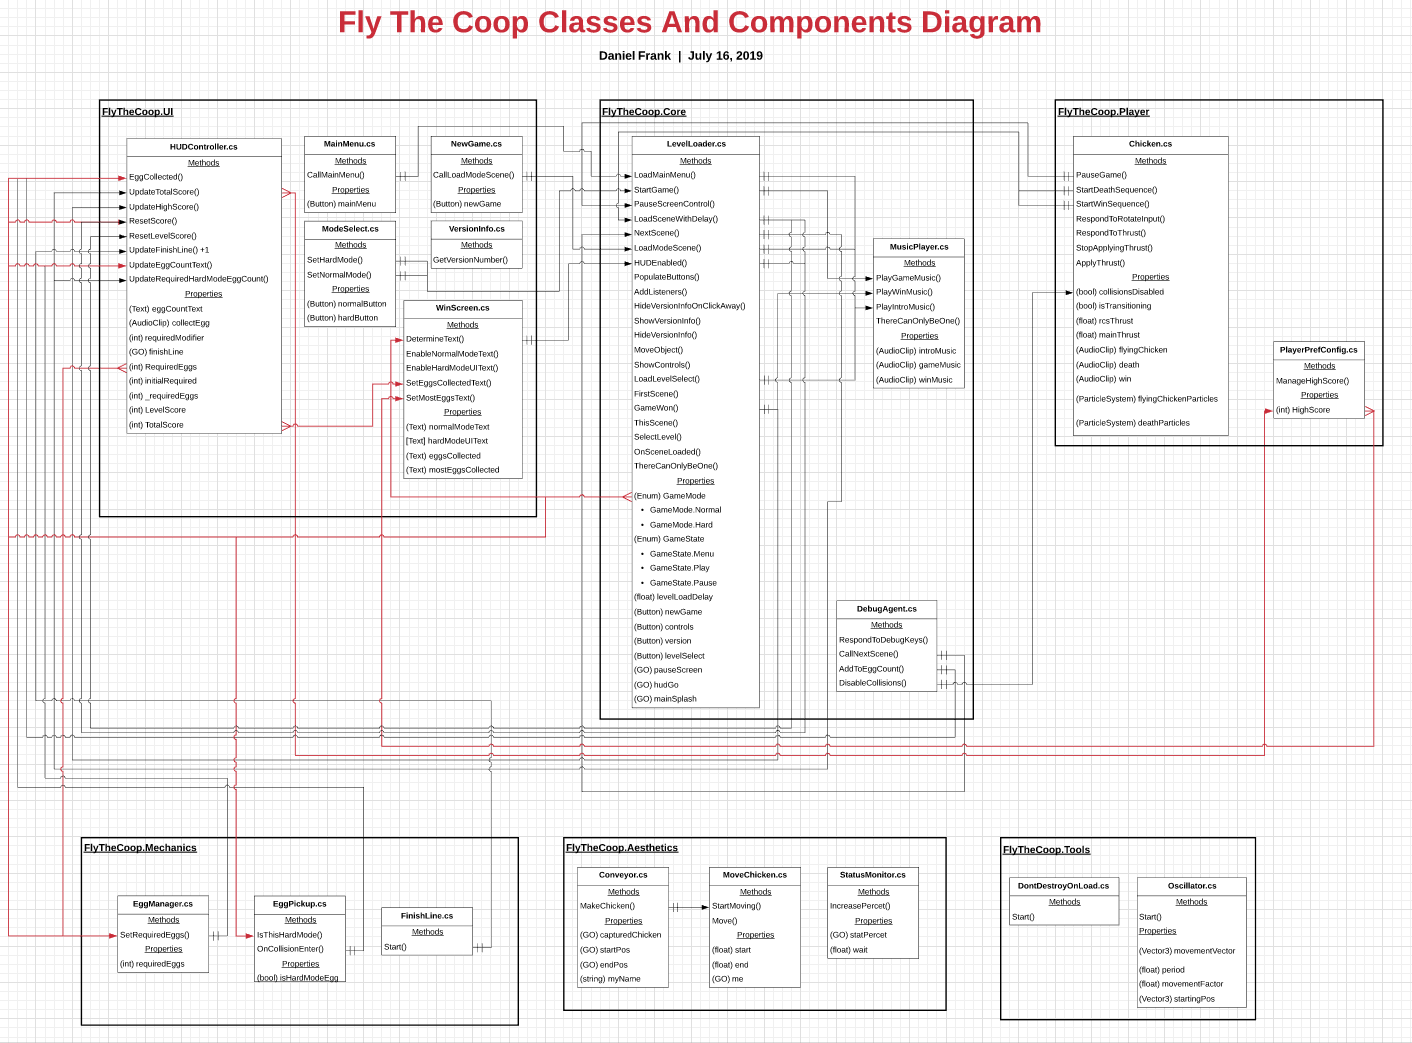 Fly The Coop Classes And Components Diagram
Daniel Frank | July 16, 2019
FlyTheCoop.UI
HUDController.cs
Methods
EggCollected()
UpdateTotalScore()
UpdateHighScore()
ResetScore()
ResetLevelScore()
UpdateFinishLine() +1
UpdateEggCountText()
UpdateRequiredHardModeEggCount()
Properties
(Text) eggCountText
(AudioClip) collectEgg
(int) requiredModifier
(GO) finishLine
(int) RequiredEggs
(int) initialRequired
(int) _requiredEggs
(int) LevelScore
(int) TotalScore
MainMenu.cs
Methods
CallMainMenu()
Properties
(Button) mainMenu
NewGame.cs
Methods
CallLoadModeScene()
Properties
(Button) newGame
ModeSelect.cs
Methods
SetHardMode()
SetNormalMode()
Properties
(Button) normalButton
(Button) hardButton
VersionInfo.cs
Methods
GetVersionNumber()
WinScreen.cs
Methods
DetermineText()
EnableNormalModeText()
EnableHardModeUIText()
SetEggsCollectedText()
SetMostEggsText()
Properties
(Text) normalModeText
[Text] hardModeUIText
(Text) eggsCollected
(Text) mostEggsCollected
FlyTheCoop.Core
LevelLoader.cs
Methods
LoadMainMenu()
StartGame()
PauseScreenControl()
LoadSceneWithDelay()
NextScene()
LoadModeScene()
HUDEnabled()
PopulateButtons()
AddListeners()
HideVersionInfoOnClickAway()
ShowVersionInfo()
HideVersionInfo()
MoveObject()
ShowControls()
LoadLevelSelect()
FirstScene()
GameWon()
ThisScene()
SelectLevel()
OnSceneLoaded()
ThereCanOnlyBeOne()
Properties
(Enum) GameMode
• GameMode.Normal
• GameMode.Hard
(Enum) GameState
• GameState.Menu
• GameState.Play
• GameState.Pause
(float) levelLoadDelay
(Button) newGame
(Button) controls
(Button) version
(Button) levelSelect
(GO) pauseScreen
(GO) hudGo
(GO) mainSplash
MusicPlayer.cs
Methods
PlayGameMusic()
PlayWinMusic()
PlayIntroMusic()
ThereCanOnlyBeOne()
Properties
(AudioClip) introMusic
(AudioClip) gameMusic
(AudioClip) winMusic
DebugAgent.cs
Methods
RespondToDebugKeys()
CallNextScene()
AddToEggCount()
DisableCollisions()
FlyTheCoop.Player
Chicken.cs
Methods
PauseGame()
StartDeathSequence()
StartWinSequence()
RespondToRotateInput()
RespondToThrust()
StopApplyingThrust()
ApplyThrust()
Properties
(bool) collisionsDisabled
(bool) isTransitioning
(float) rcsThrust
(float) mainThrust
(AudioClip) flyingChicken
(AudioClip) death
(AudioClip) win
(ParticleSystem) flyingChickenParticles
(ParticleSystem) deathParticles
PlayerPrefConfig.cs
Methods
ManageHighScore()
Properties
(int) HighScore
FlyTheCoop.Mechanics
EggManager.cs
Methods
SetRequiredEggs()
Properties
(int) requiredEggs
EggPickup.cs
Methods
IsThisHardMode()
OnCollisionEnter()
Properties
(bool) isHardModeEgg
FinishLine.cs
Methods
Start()
FlyTheCoop.Aesthetics
Conveyor.cs
Methods
MakeChicken()
Properties
(GO) capturedChicken
(GO) startPos
(GO) endPos
(string) myName
MoveChicken.cs
Methods
StartMoving()
Move()
Properties
(float) start
(float) end
(GO) me
StatusMonitor.cs
Methods
IncreasePercet()
Properties
(GO) statPercet
(float) wait
FlyTheCoop.Tools
DontDestroyOnLoad.cs
Methods
Start()
Oscillator.cs
Methods
Start()
Properties
(Vector3) movementVector
(float) period
(float) movementFactor
(Vector3) startingPos